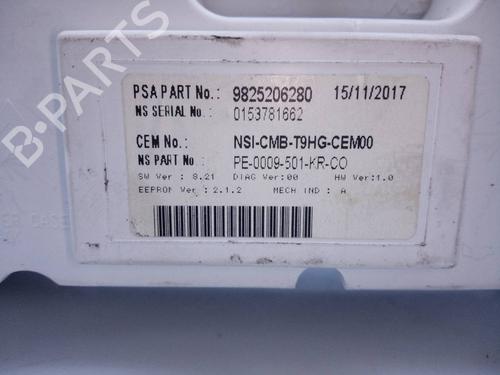 B-PARTS
PSA PART No.: 9825206280 15/11/2017
NS SERIAL No.: 0153781662
CEM No.: NSI-CMB-T9HG-CEM00
NS PART No.: PE-0009-501-KR-CO
SW Ver : 8.21 DIAG Ver:00 HW Ver:1.0
EEPROM Ver : 2.1.2 MECH IND : A